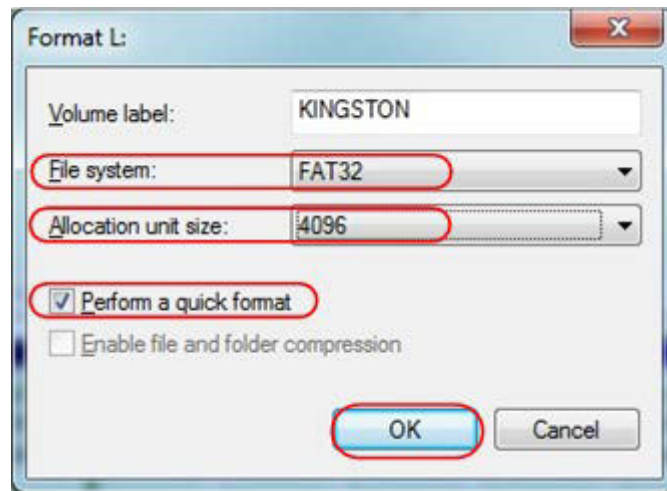 Format L:
Volume label: KINGSTON
File system: FAT32
Allocation unit size: 4096
Perform a quick format
Enable file and folder compression
OK Cancel